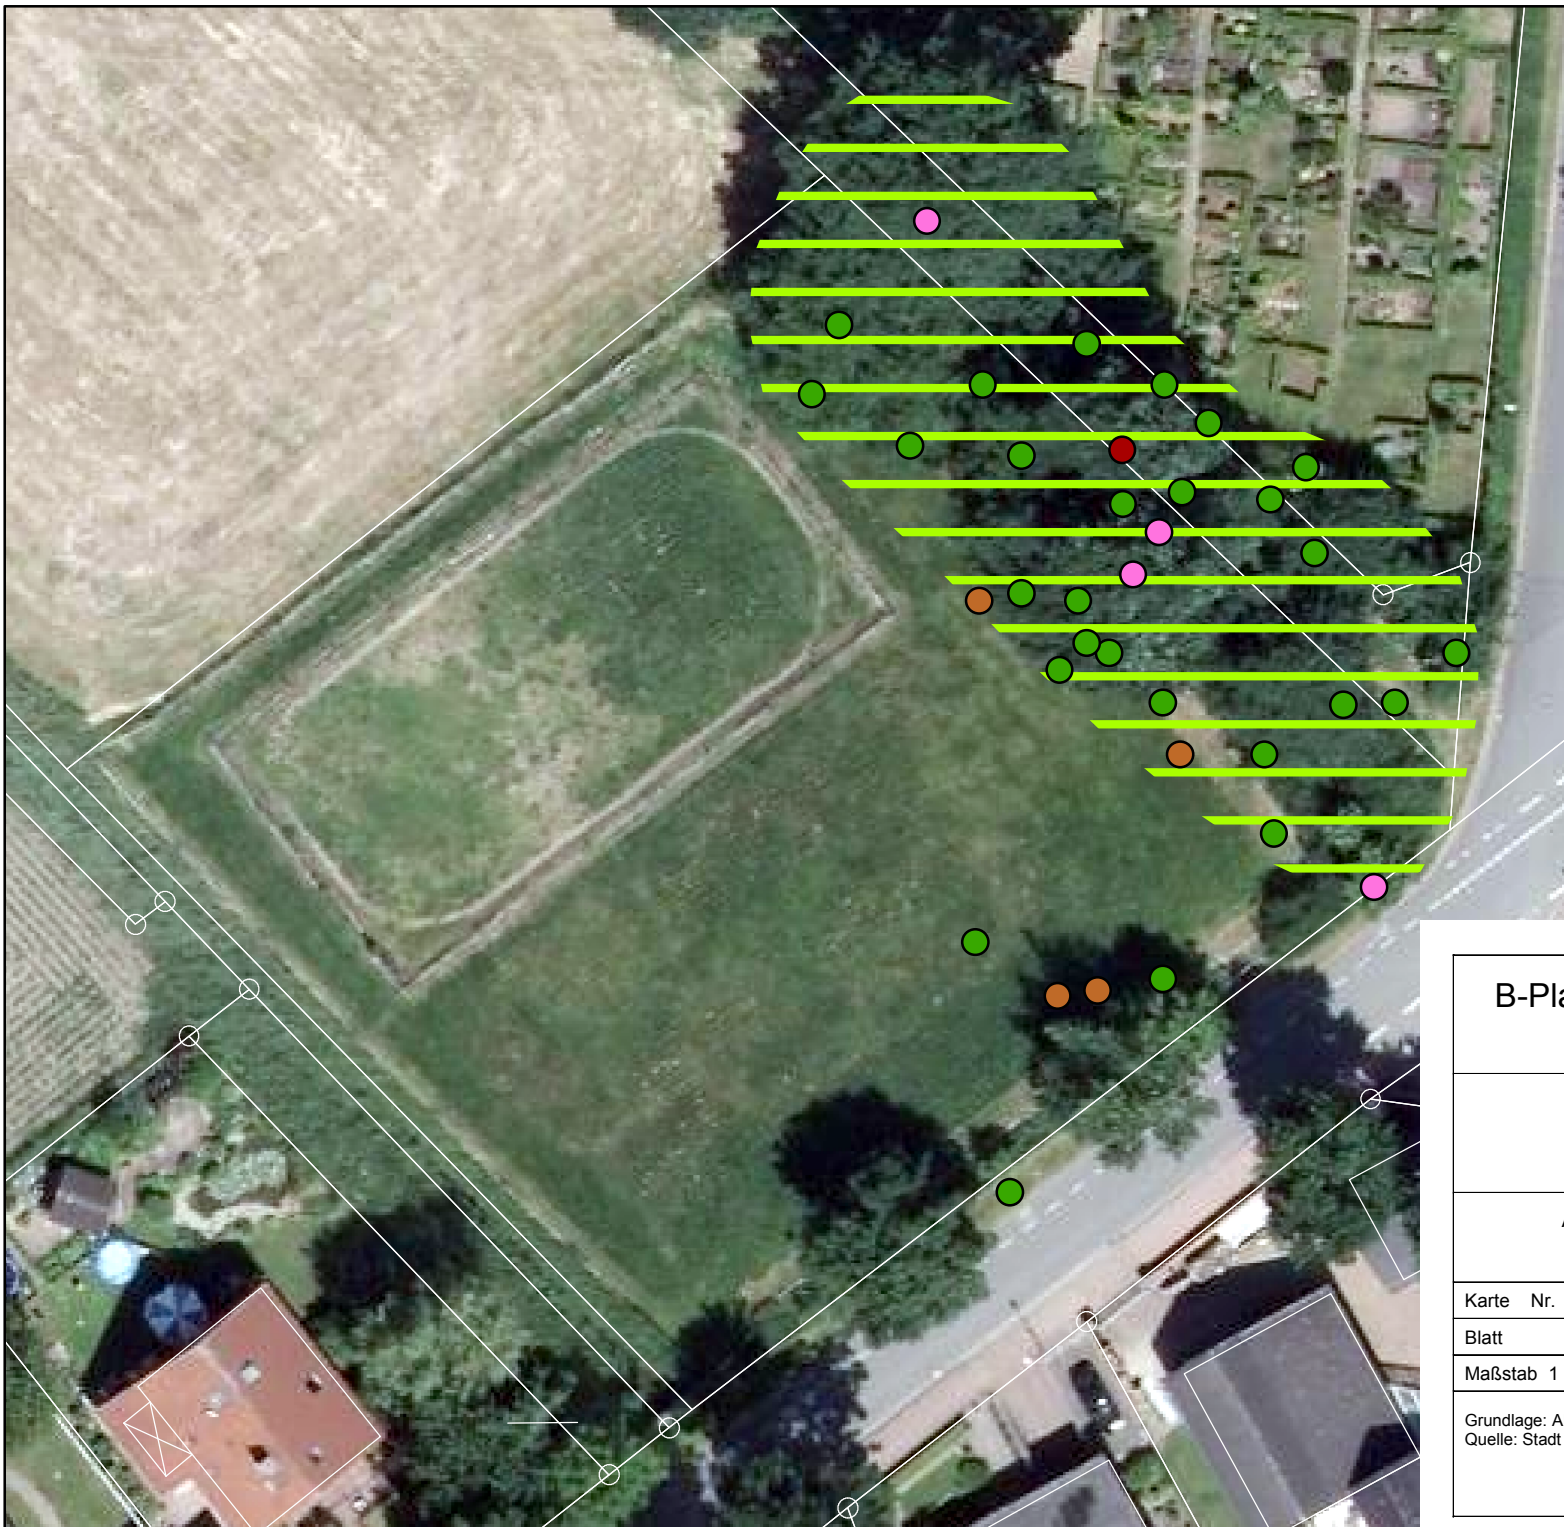 B-Pla
Karte Nr.
Blatt
Maßstab 1
Grundlage: A
Quelle: Stadt